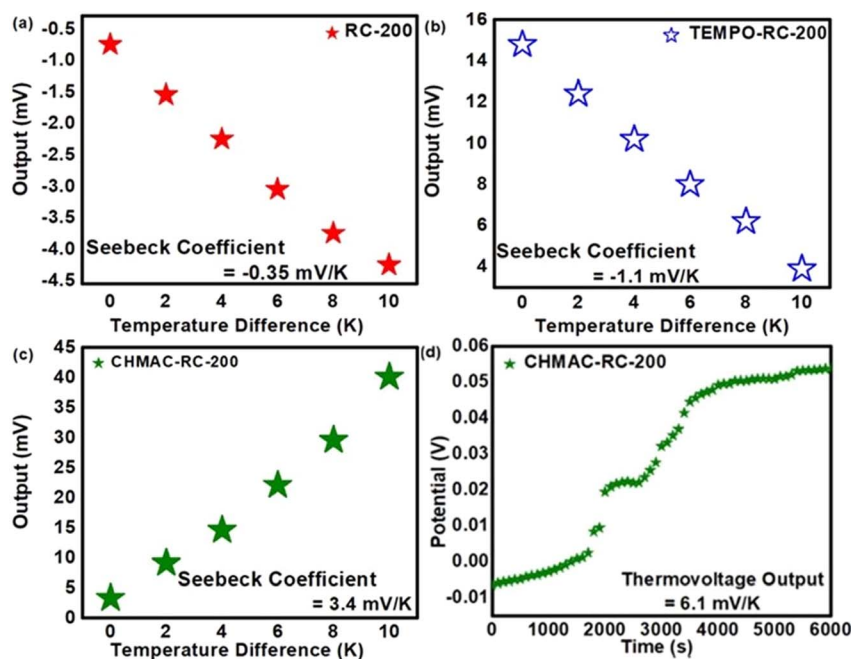 (a)
RC-200
-0.5
-1.0
-1.5
-2.0
-2.5
-3.0
-3.5
-4.0
-4.5
Output (mV)
Seebeck Coefficient
= -0.35 mV/K
0 2 4 6 8 10
Temperature Difference (K)
(b)
TEMPO-RC-200
16
14
12
10
8
6
4
Output (mV)
Seebeck Coefficient
= -1.1 mV/K
0 2 4 6 8 10
Temperature Difference (K)
(c)
CHMAC-RC-200
45
40
35
30
25
20
15
10
5
0
Output (mV)
Seebeck Coefficient
= 3.4 mV/K
0 2 4 6 8 10
Temperature Difference (K)
(d)
CHMAC-RC-200
0.06
0.05
0.04
0.03
0.02
0.01
0.00
-0.01
Potential (V)
Thermovoltage Output
= 6.1 mV/K
0 1000 2000 3000 4000 5000 6000
Time (s)